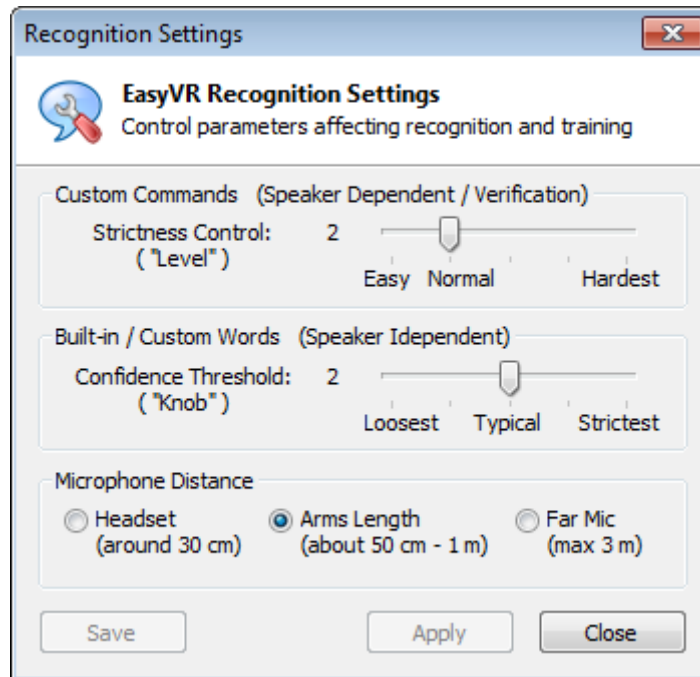 Recognition Settings
EasyVR Recognition Settings
Control parameters affecting recognition and training
Custom Commands (Speaker Dependent / Verification)
Strictness Control: 2
( "Level" )
Easy Normal Hardest
Built-in / Custom Words (Speaker Idependent)
Confidence Threshold: 2
( "Knob" )
Loosest Typical Strictest
Microphone Distance
Headset Arms Length Far Mic
(around 30 cm) (about 50 cm - 1 m) (max 3 m)
Save Apply Close